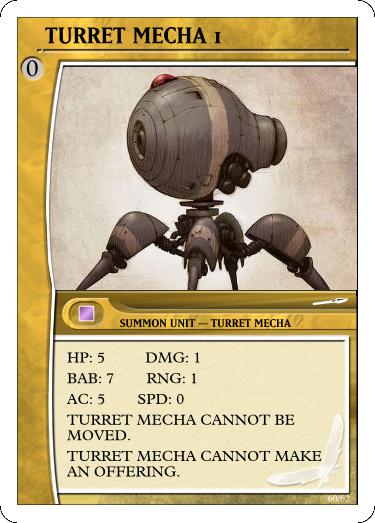 TURRET MECHA I
0
SUMMON UNIT — TURRET MECHA
HP: 5 DMG: 1
BAB: 7 RNG: 1
AC: 5 SPD: 0
TURRET MECHA CANNOT BE
MOVED.
TURRET MECHA CANNOT MAKE
AN OFFERING.
60/62